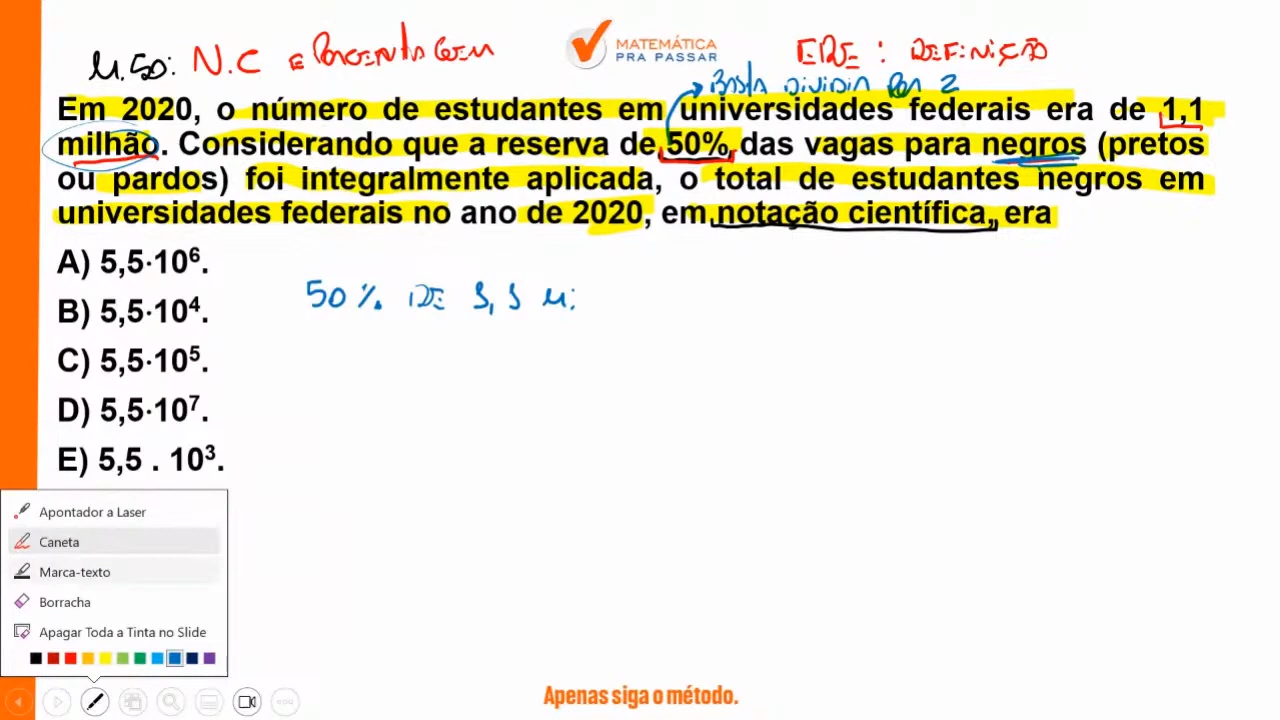 M.SD: N.C e Porcentagem
MATEMÁTICA
PRA PASSAR
ERE : DEFINIÇÃO
Basta dividir por 2
Em 2020, o número de estudantes em universidades federais era de 1,1
milhão. Considerando que a reserva de 50% das vagas para negros (pretos
ou pardos) foi integralmente aplicada, o total de estudantes negros em
universidades federais no ano de 2020, em notação científica, era
A) 5,5·10⁶.
50% DE 1,1 M:
B) 5,5·10⁴.
C) 5,5·10⁵.
D) 5,5·10⁷.
E) 5,5 . 10³.
Apontador a Laser
Caneta
Marca-texto
Borracha
Apagar Toda a Tinta no Slide
Apenas siga o método.